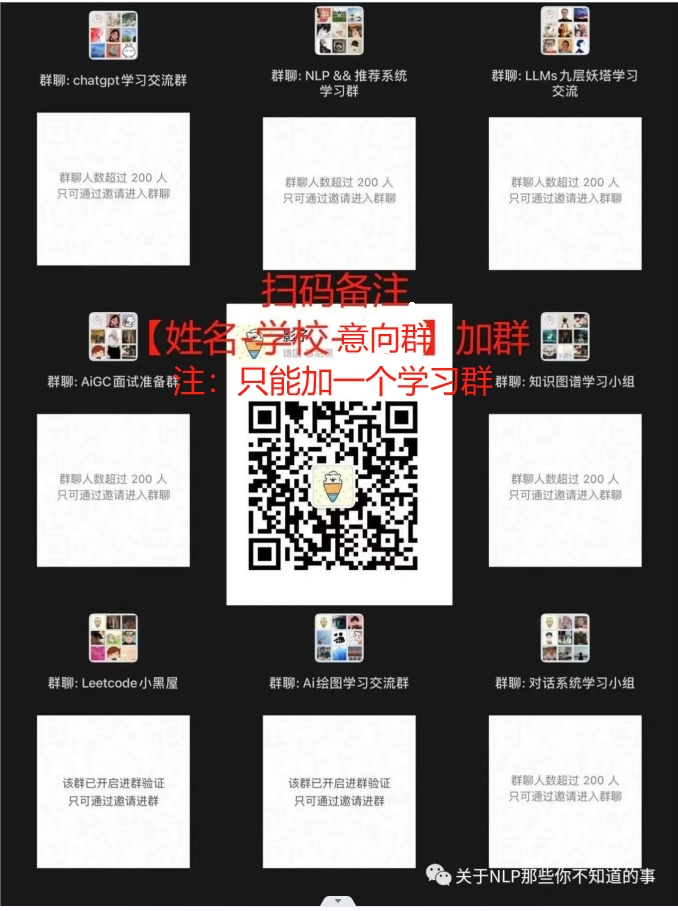 群聊: chatgpt学习交流群
群聊: NLP && 推荐系统
学习群
群聊: LLMs九层妖塔学习
交流
群聊人数超过 200 人
只可通过邀请进入群聊
群聊人数超过 200 人
只可通过邀请进入群聊
群聊人数超过 200 人
只可通过邀请进入群聊
扫码备注
【姓名-学校-意向群】加群
注：只能加一个学习群
群聊: AiGC面试准备群
群聊: 知识图谱学习小组
群聊人数超过 200 人
只可通过邀请进入群聊
群聊人数超过 200 人
只可通过邀请进入群聊
群聊: Leetcode小黑屋
群聊: Ai绘图学习交流群
群聊: 对话系统学习小组
该群已开启进群验证
只可通过邀请进群
该群已开启进群验证
只可通过邀请进群
群聊人数超过 200 人
只可通过邀请进入群聊
关于NLP那些你不知道的事